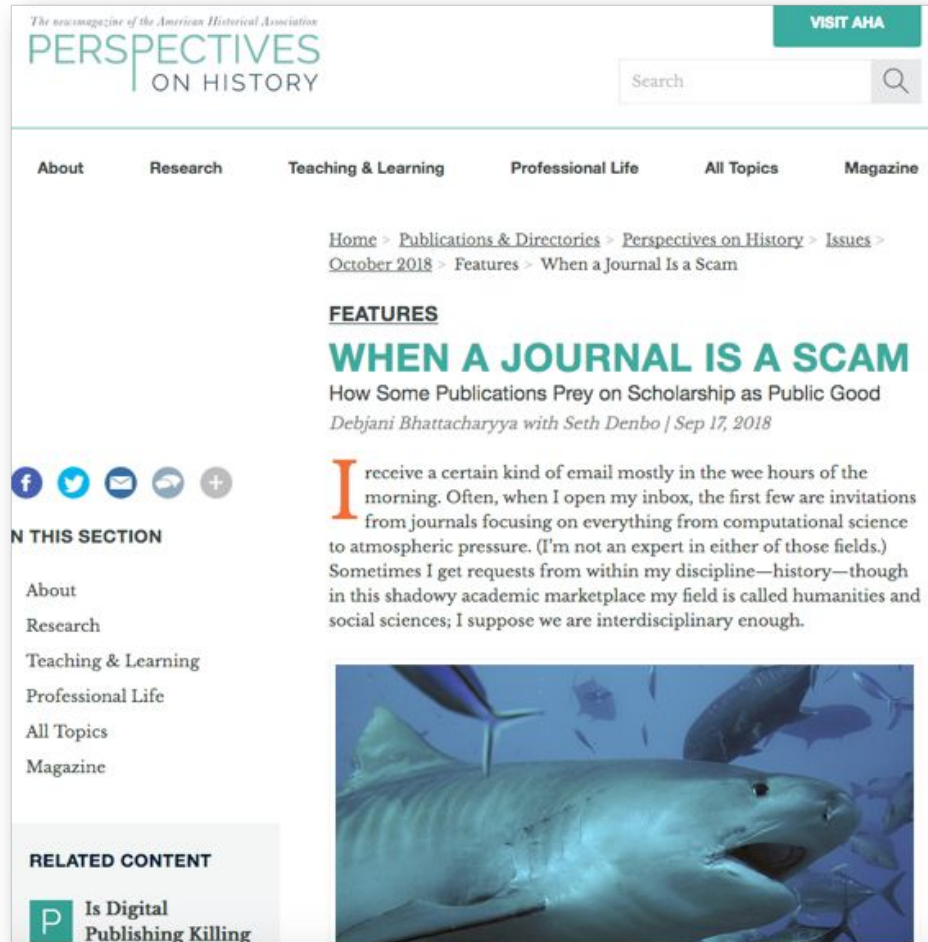 The newsmagazine of the American Historical Association
PERSPECTIVES
ON HISTORY
VISIT AHA
Search
About
Research
Teaching & Learning
Professional Life
All Topics
Magazine
Home > Publications & Directories > Perspectives on History > Issues >
October 2018 > Features > When a Journal Is a Scam
FEATURES
WHEN A JOURNAL IS A SCAM
How Some Publications Prey on Scholarship as Public Good
Debjani Bhattacharyya with Seth Denbo | Sep 17, 2018
I receive a certain kind of email mostly in the wee hours of the
morning. Often, when I open my inbox, the first few are invitations
from journals focusing on everything from computational science
to atmospheric pressure. (I'm not an expert in either of those fields.)
Sometimes I get requests from within my discipline—history—though
in this shadowy academic marketplace my field is called humanities and
social sciences; I suppose we are interdisciplinary enough.
N THIS SECTION
About
Research
Teaching & Learning
Professional Life
All Topics
Magazine
RELATED CONTENT
P
Is Digital
Publishing Killing